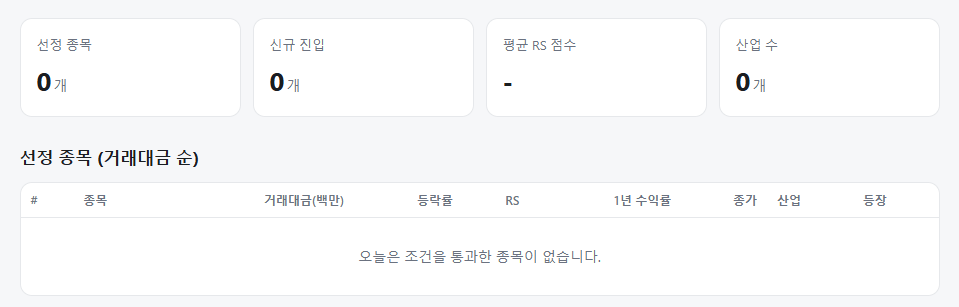 선정 종목 신규 진입 평균 RS 점수 산업 수
0개 0개 - 0개
선정 종목 (거래대금 순)
# 종목 거래대금(백만) 등락률 RS 1년 수익률 종가 산업 등장
오늘은 조건을 통과한 종목이 없습니다.